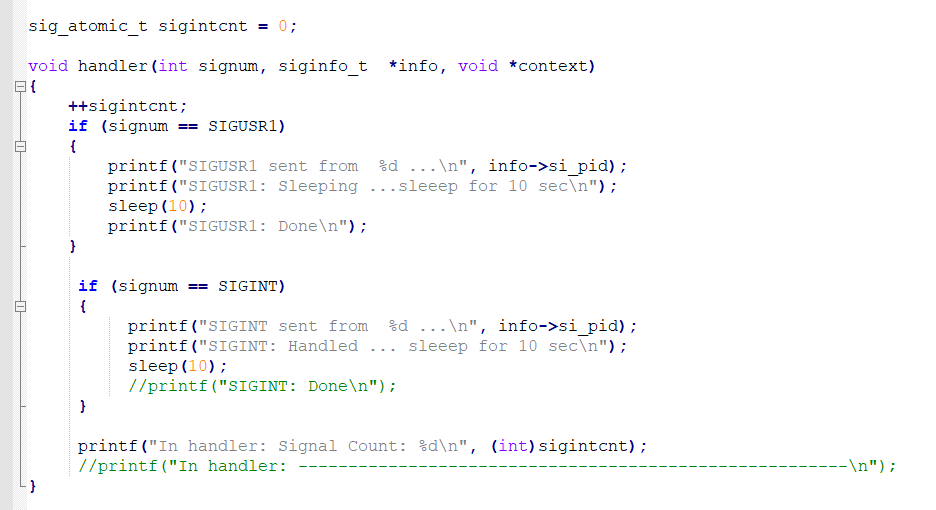 sig_atomic_t sigintcnt = 0;
void handler(int signum, siginfo_t  *info, void *context)
{
    ++sigintcnt;
    if (signum == SIGUSR1)
    {
        printf("SIGUSR1 sent from  %d ...\n", info->si_pid);
        printf("SIGUSR1: Sleeping ...sleeep for 10 sec\n");
        sleep(10);
        printf("SIGUSR1: Done\n");
    }
     if (signum == SIGINT)
     {
          printf("SIGINT sent from  %d ...\n", info->si_pid);
          printf("SIGINT: Handled ... sleeep for 10 sec\n");
          sleep(10);
          //printf("SIGINT: Done\n");
     }
     printf("In handler: Signal Count: %d\n", (int)sigintcnt);
     //printf("In handler: -------------------------------------------------------\n");
}